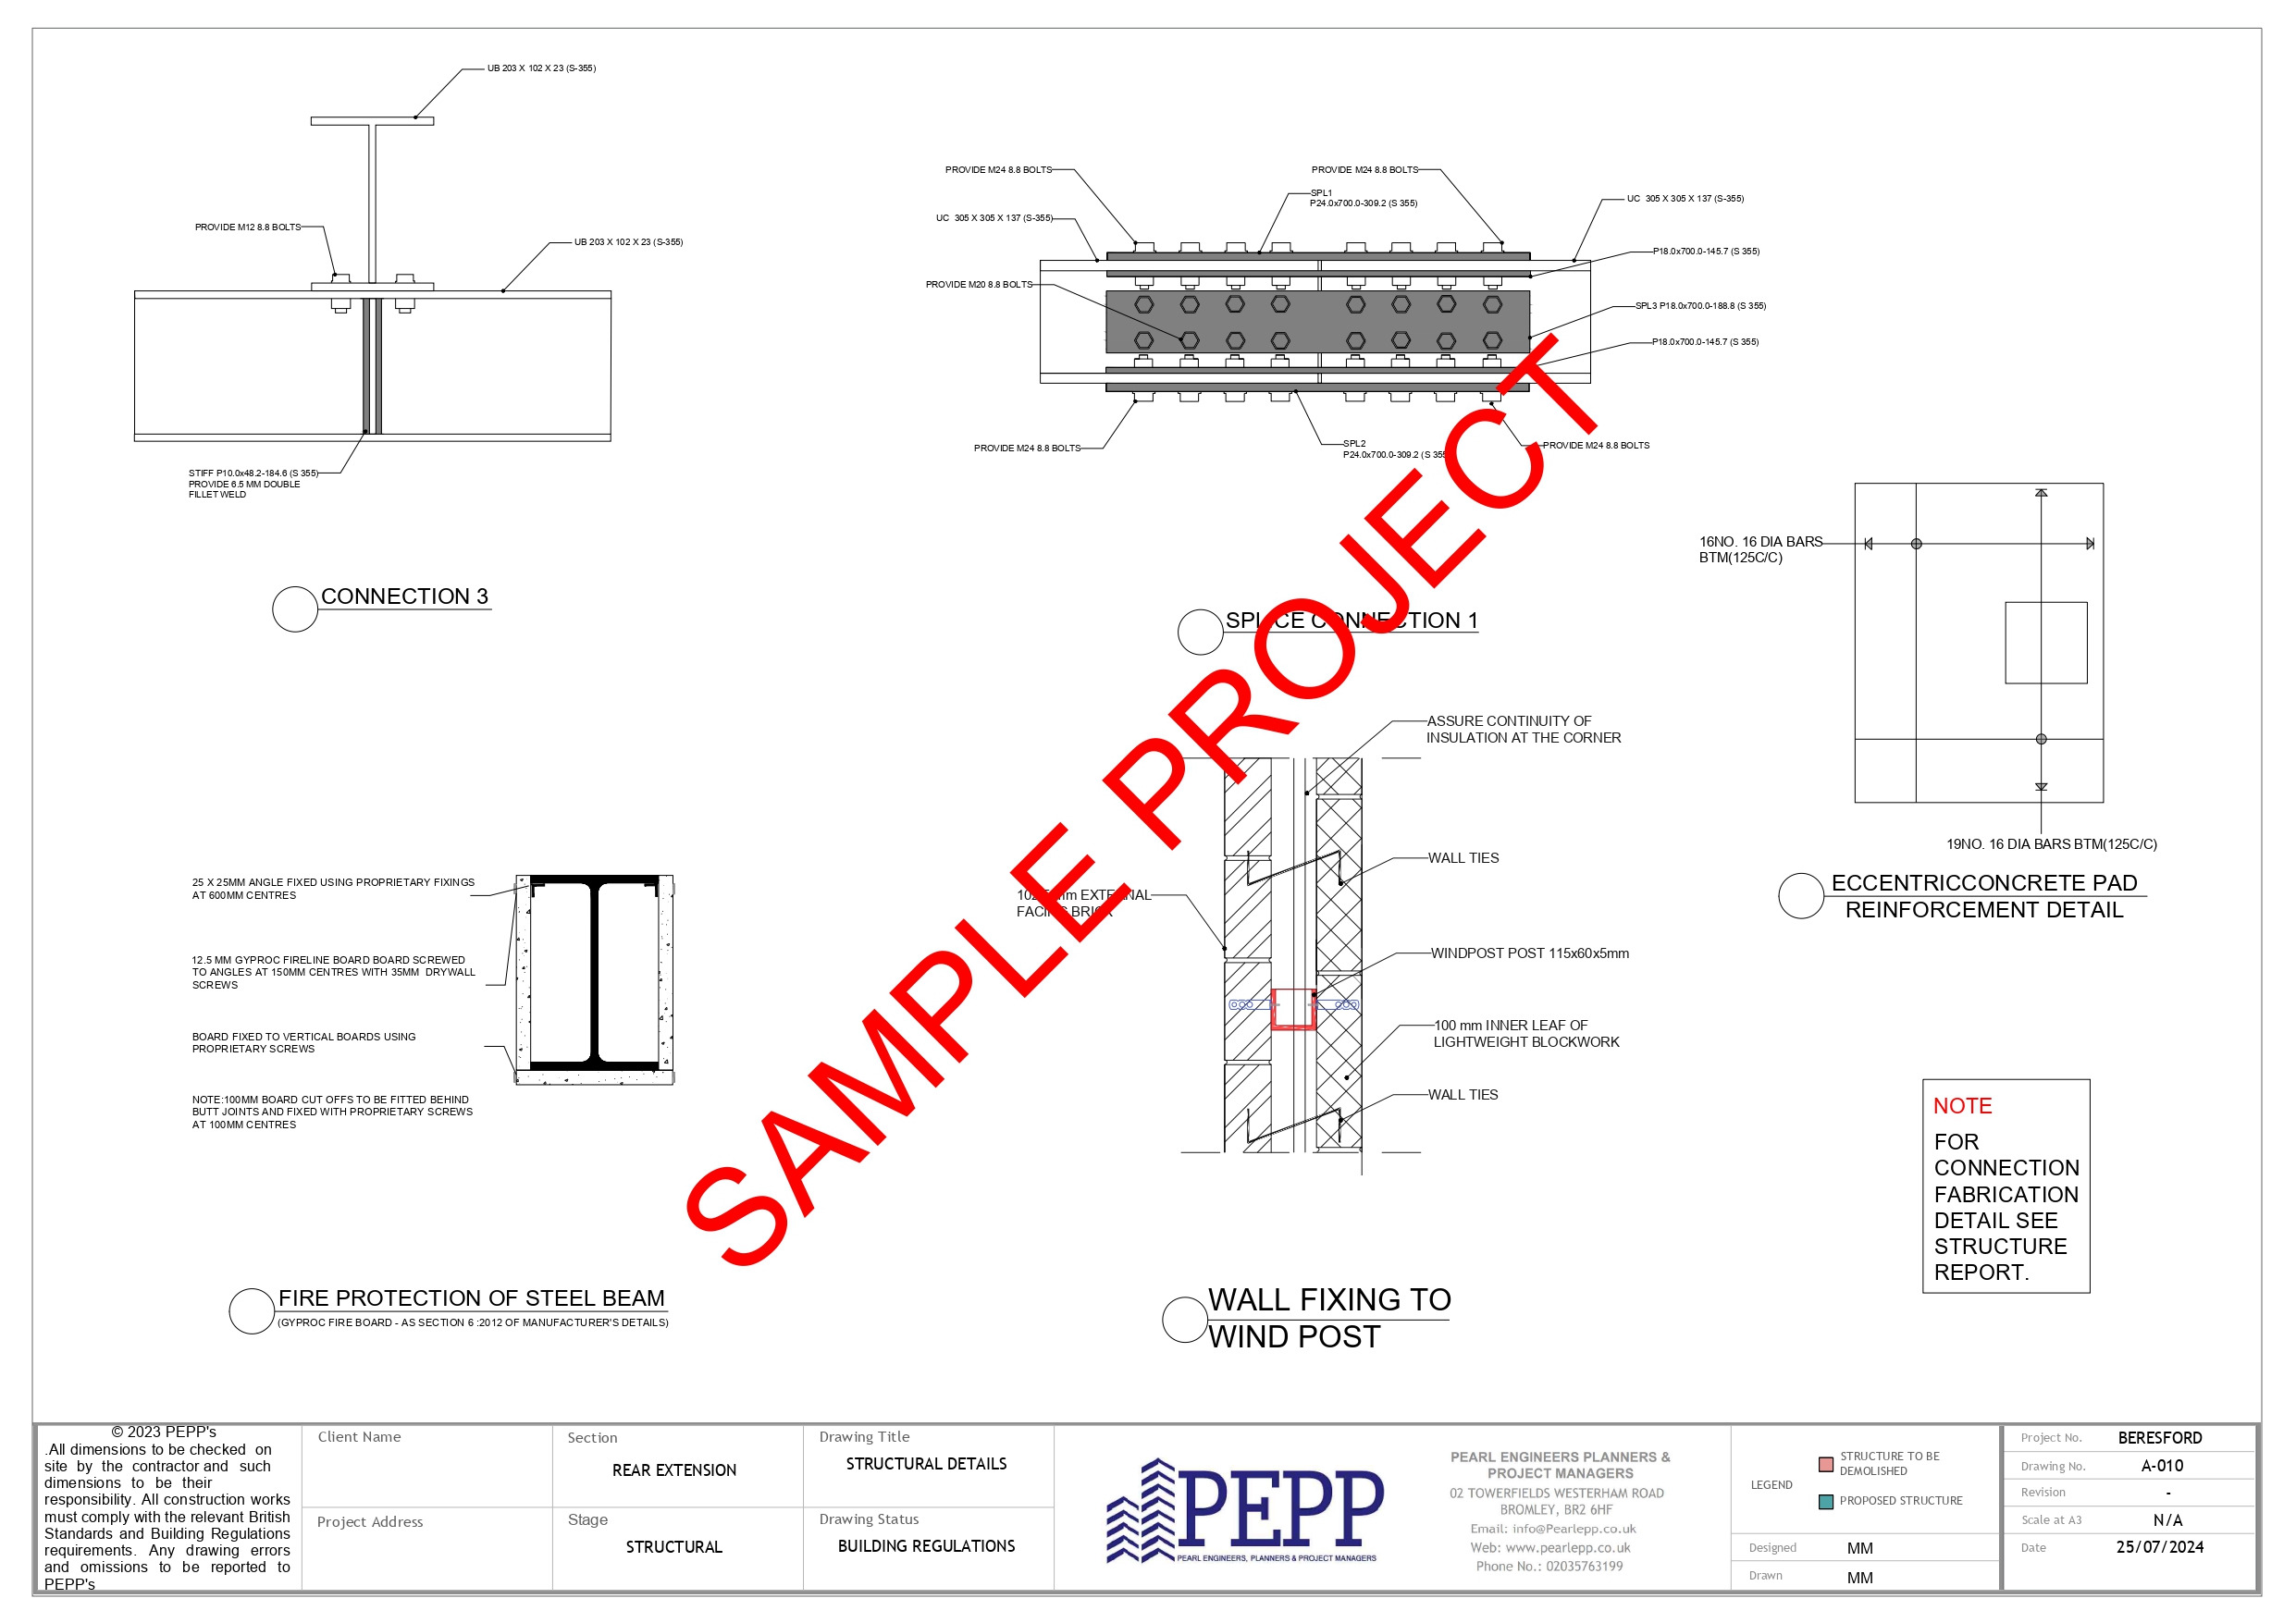 UB 203 X 102 X 23 (S-355)
PROVIDE M12 8.8 BOLTS
UB 203 X 102 X 23 (S-355)
STIFF P10.0x48.2-184.6 (S 355)
PROVIDE 6.5 MM DOUBLE
FILLET WELD
CONNECTION 3
PROVIDE M24 8.8 BOLTS
PROVIDE M24 8.8 BOLTS
SPL1
P24.0x700.0-309.2 (S 355)
UC 305 X 305 X 137 (S-355)
UC 305 X 305 X 137 (S-355)
P18.0x700.0-145.7 (S 355)
PROVIDE M20 8.8 BOLTS
SPL3 P18.0x700.0-188.8 (S 355)
P18.0x700.0-145.7 (S 355)
PROVIDE M24 8.8 BOLTS
SPL2
P24.0x700.0-309.2 (S 355
PROVIDE M24 8.8 BOLTS
SPLICE CONNECTION 1
16NO. 16 DIA BARS
BTM(125C/C)
19NO. 16 DIA BARS BTM(125C/C)
ECCENTRICCONCRETE PAD
REINFORCEMENT DETAIL
SAMPLE PROJECT
25 X 25MM ANGLE FIXED USING PROPRIETARY FIXINGS
AT 600MM CENTRES
12.5 MM GYPROC FIRELINE BOARD BOARD SCREWED
TO ANGLES AT 150MM CENTRES WITH 35MM DRYWALL
SCREWS
BOARD FIXED TO VERTICAL BOARDS USING
PROPRIETARY SCREWS
NOTE:100MM BOARD CUT OFFS TO BE FITTED BEHIND
BUTT JOINTS AND FIXED WITH PROPRIETARY SCREWS
AT 100MM CENTRES
FIRE PROTECTION OF STEEL BEAM
(GYPROC FIRE BOARD - AS SECTION 6 :2012 OF MANUFACTURER'S DETAILS)
ASSURE CONTINUITY OF
INSULATION AT THE CORNER
WALL TIES
EXTERNAL
FACING BRICK
WINDPOST POST 115x60x5mm
100 mm INNER LEAF OF
LIGHTWEIGHT BLOCKWORK
WALL TIES
WALL FIXING TO
WIND POST
NOTE
FOR
CONNECTION
FABRICATION
DETAIL SEE
STRUCTURE
REPORT.
© 2023 PEPP's
.All dimensions to be checked on
site by the contractor and such
dimensions to be their
responsibility. All construction works
must comply with the relevant British
Standards and Building Regulations
requirements. Any drawing errors
and omissions to be reported to
PEPP's
Client Name
Project Address
Section
REAR EXTENSION
Stage
STRUCTURAL
Drawing Title
STRUCTURAL DETAILS
Drawing Status
BUILDING REGULATIONS
PEPP
PEARL ENGINEERS, PLANNERS & PROJECT MANAGERS
PEARL ENGINEERS PLANNERS &
PROJECT MANAGERS
02 TOWERFIELDS WESTERHAM ROAD
BROMLEY, BR2 6HF
Email: info@Pearlepp.co.uk
Web: www.pearlepp.co.uk
Phone No.: 02035763199
LEGEND
STRUCTURE TO BE
DEMOLISHED
PROPOSED STRUCTURE
Designed MM
Drawn MM
Project No. BERESFORD
Drawing No. A-010
Revision -
Scale at A3 N/A
Date 25/07/2024